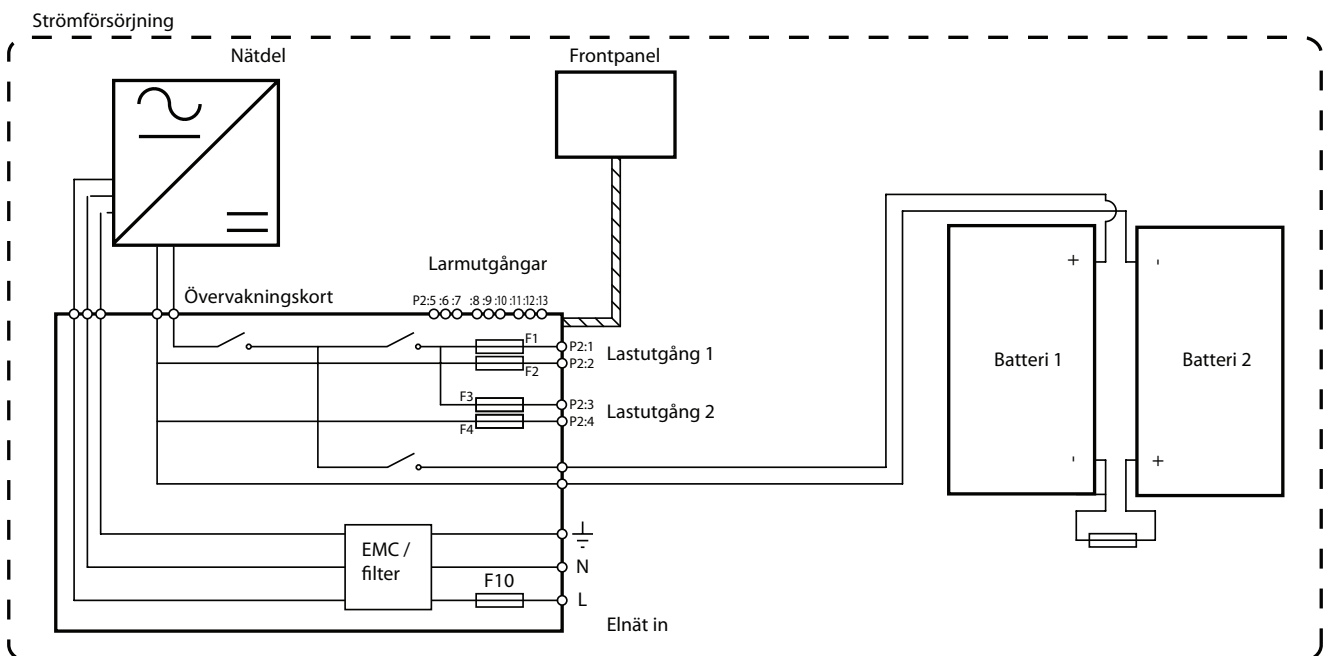 Strömförsörjning
Nätdel
Frontpanel
Larmutgångar
Övervakningskort
P2:5 :6 :7 :8 :9 :10 :11 :12 :13
F1
P2:1
Lastutgång 1
F2
P2:2
F3
P2:3
Lastutgång 2
F4
P2:4
+
-
Batteri 1
Batteri 2
-
+
EMC /
filter
N
F10
L
Elnät in